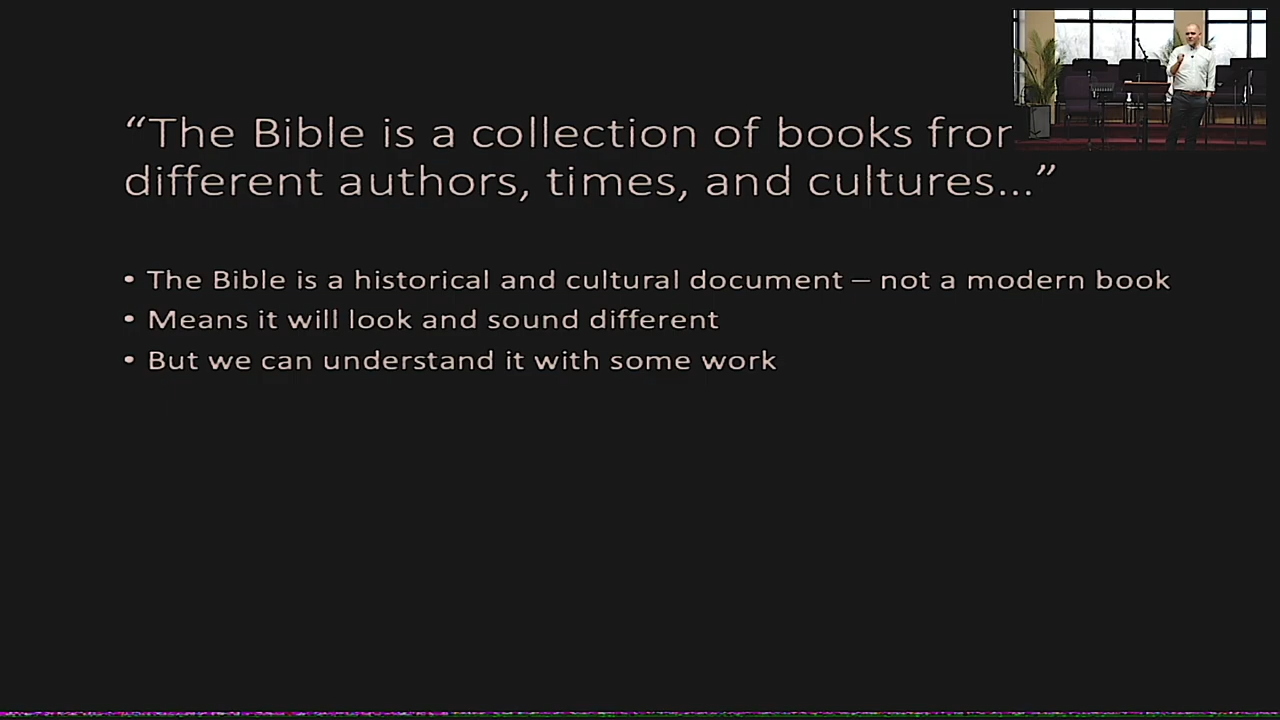 “The Bible is a collection of books
different authors, times, and cultures...”
• The Bible is a historical and cultural document – not a modern book
• Means it will look and sound different
• But we can understand it with some work